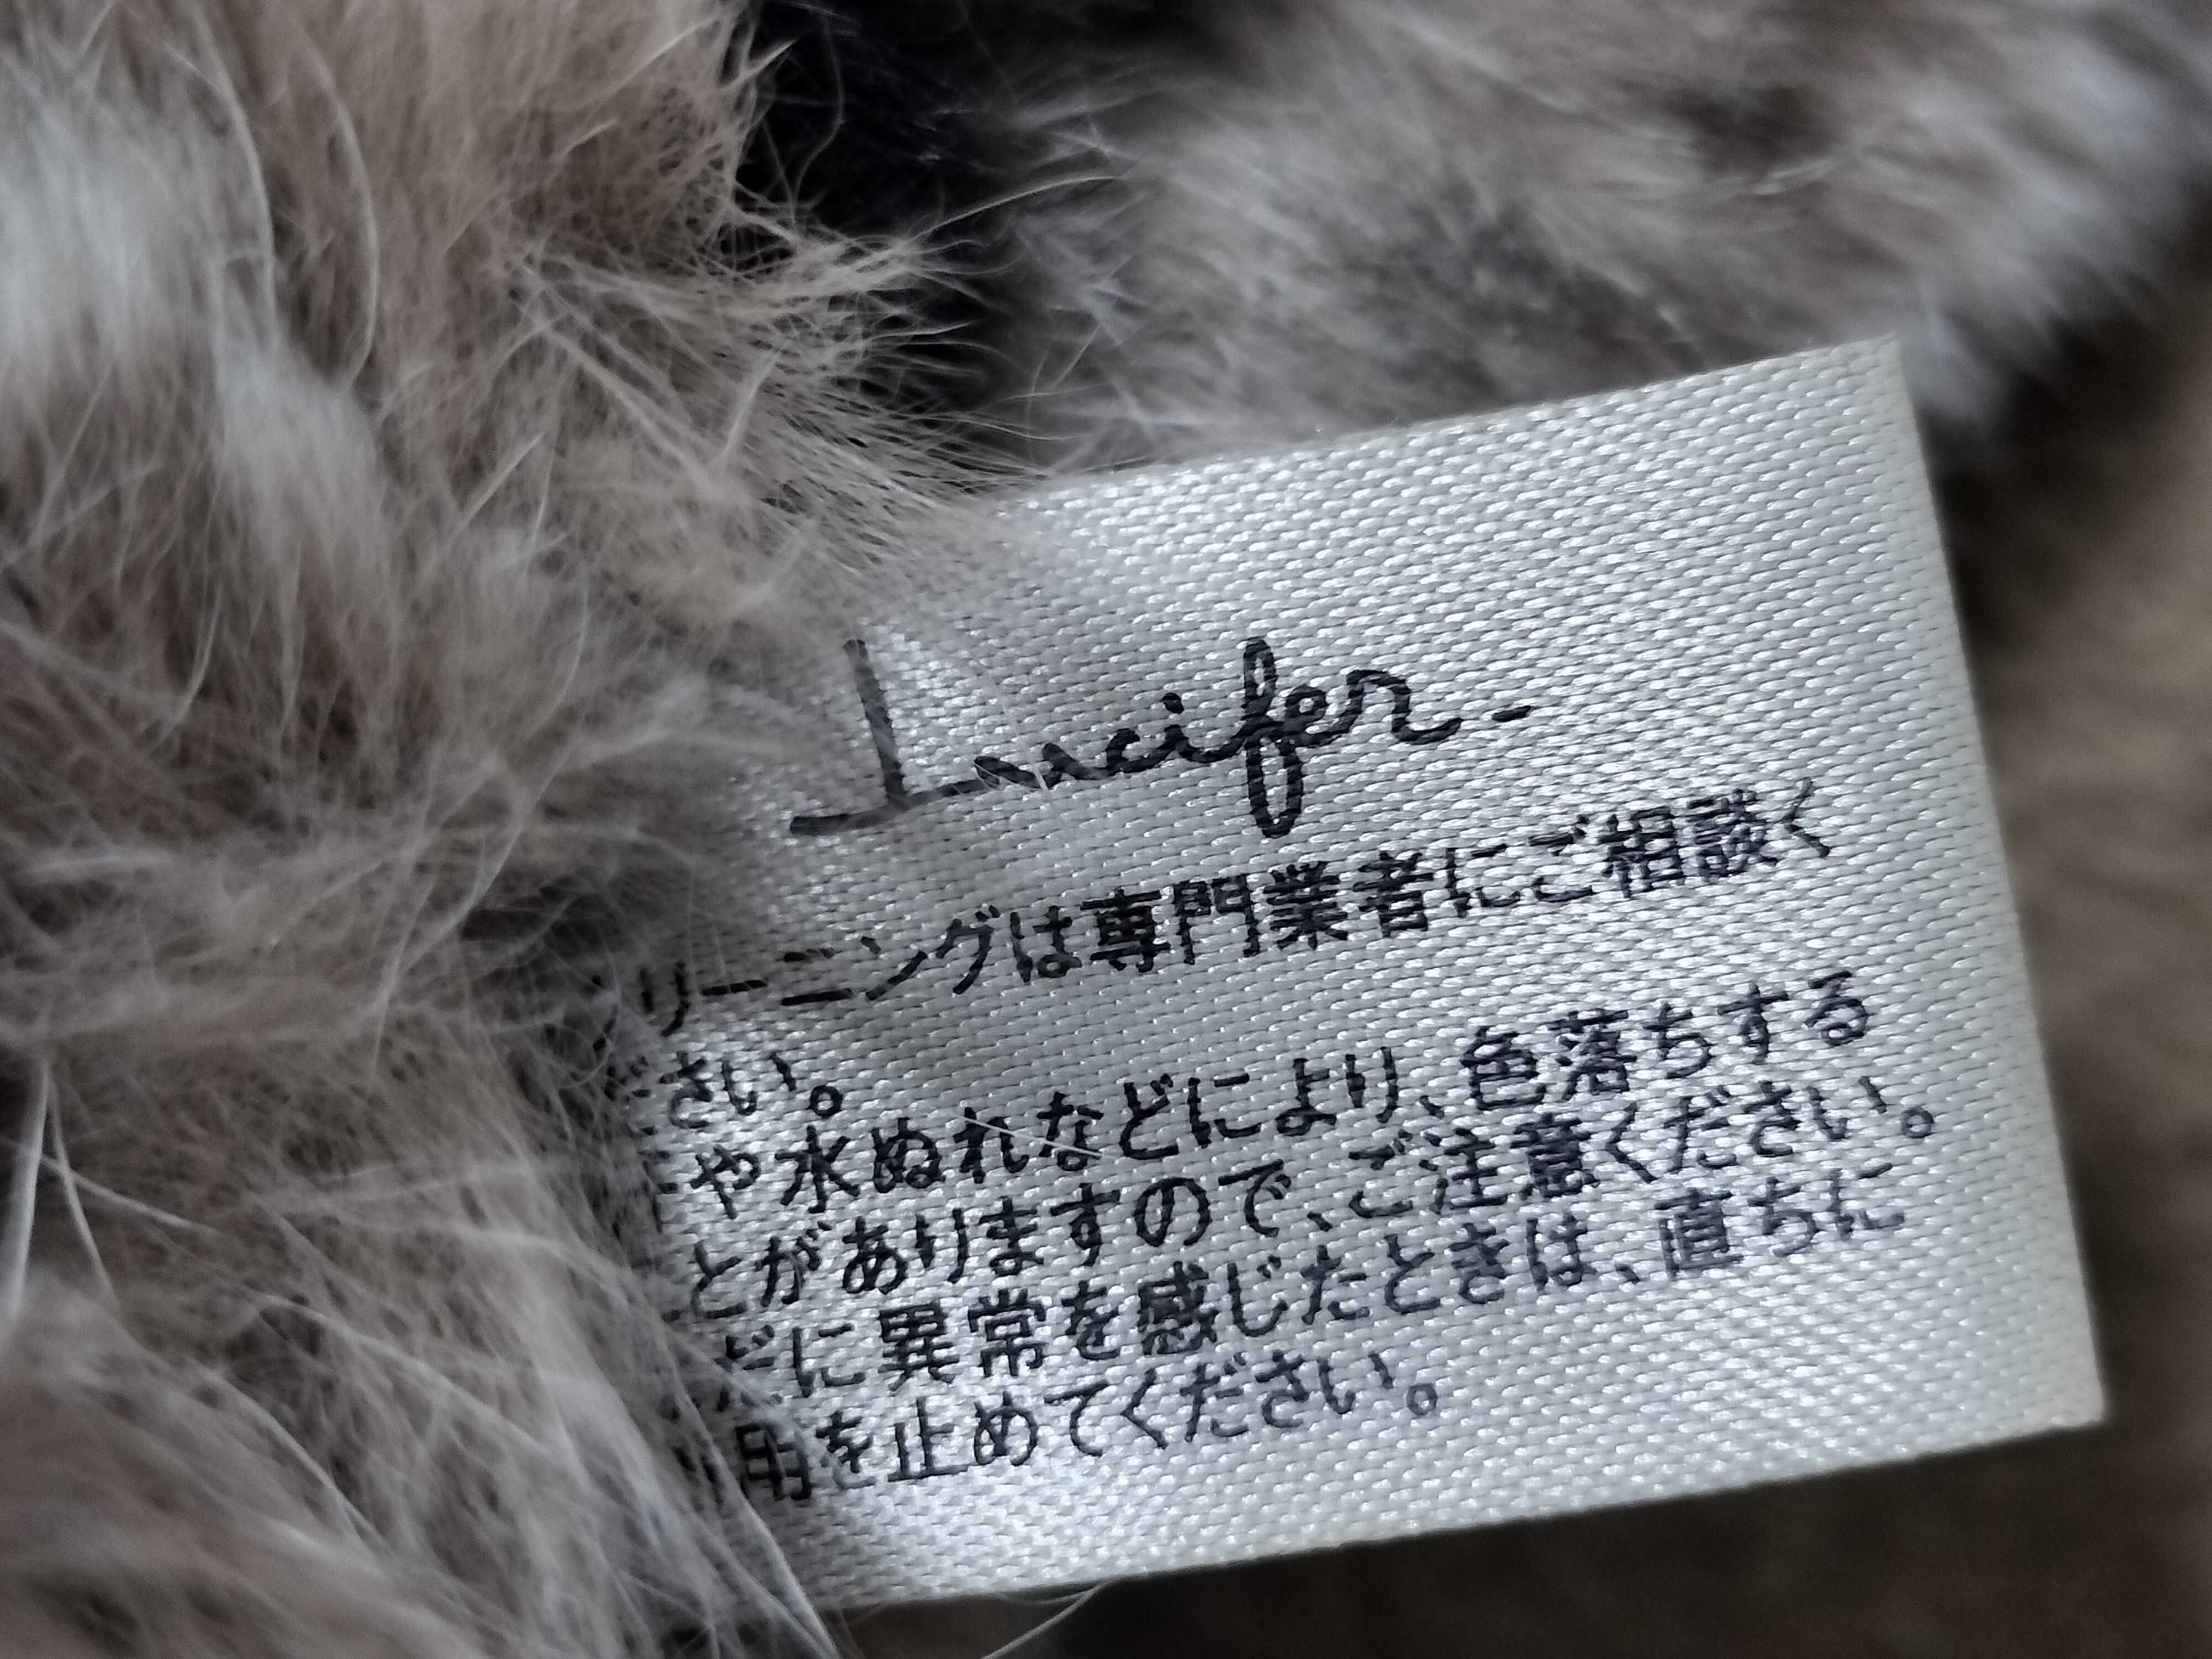 Lucifer-
リーニングは専門業者にご相談く
ださい。
や水ぬれなどにより、色落ちする
とがありますので、ご注意ください。
だに異常を感じたときは、直ちに
用を止めてください。